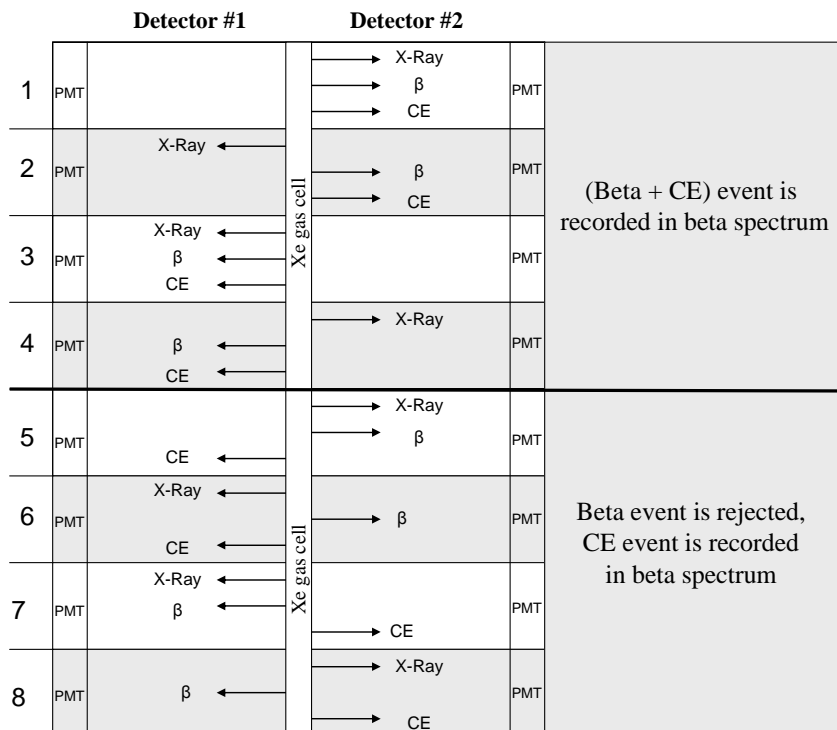 Detector #1 Detector #2
1 PMT X-Ray PMT
β
CE
2 PMT X-Ray β PMT
CE
(Beta + CE) event is
recorded in beta spectrum
Xe gas cell
3 PMT X-Ray PMT
β
CE
4 PMT X-Ray PMT
β
CE
5 PMT X-Ray PMT
β
CE
6 PMT X-Ray β PMT
CE
Beta event is rejected,
CE event is recorded
in beta spectrum
Xe gas cell
7 PMT X-Ray PMT
β
CE
8 PMT β X-Ray PMT
CE